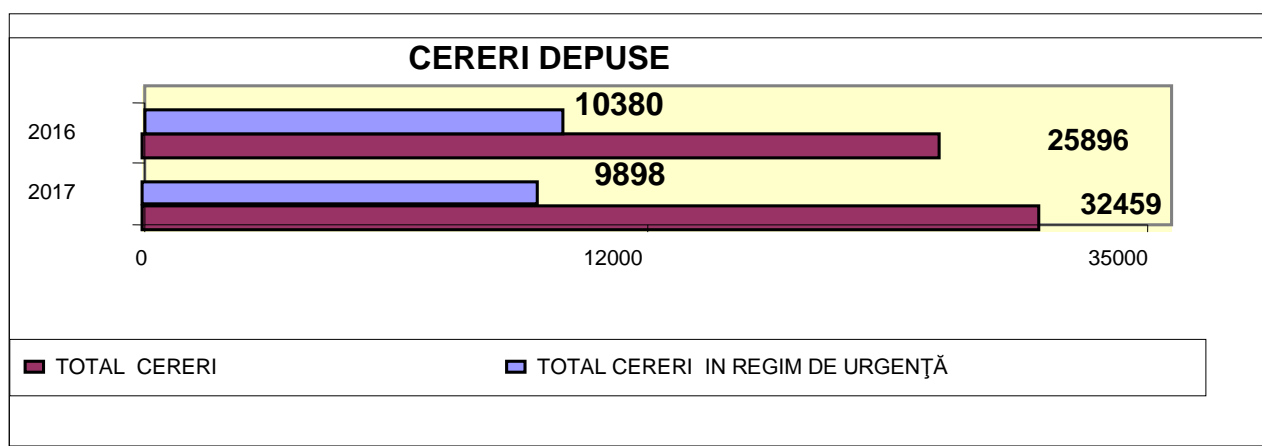 CERERI DEPUSE
10380
2016
25896
9898
2017
32459
0 12000 35000
TOTAL  CERERI TOTAL CERERI  IN REGIM DE URGENŢĂ